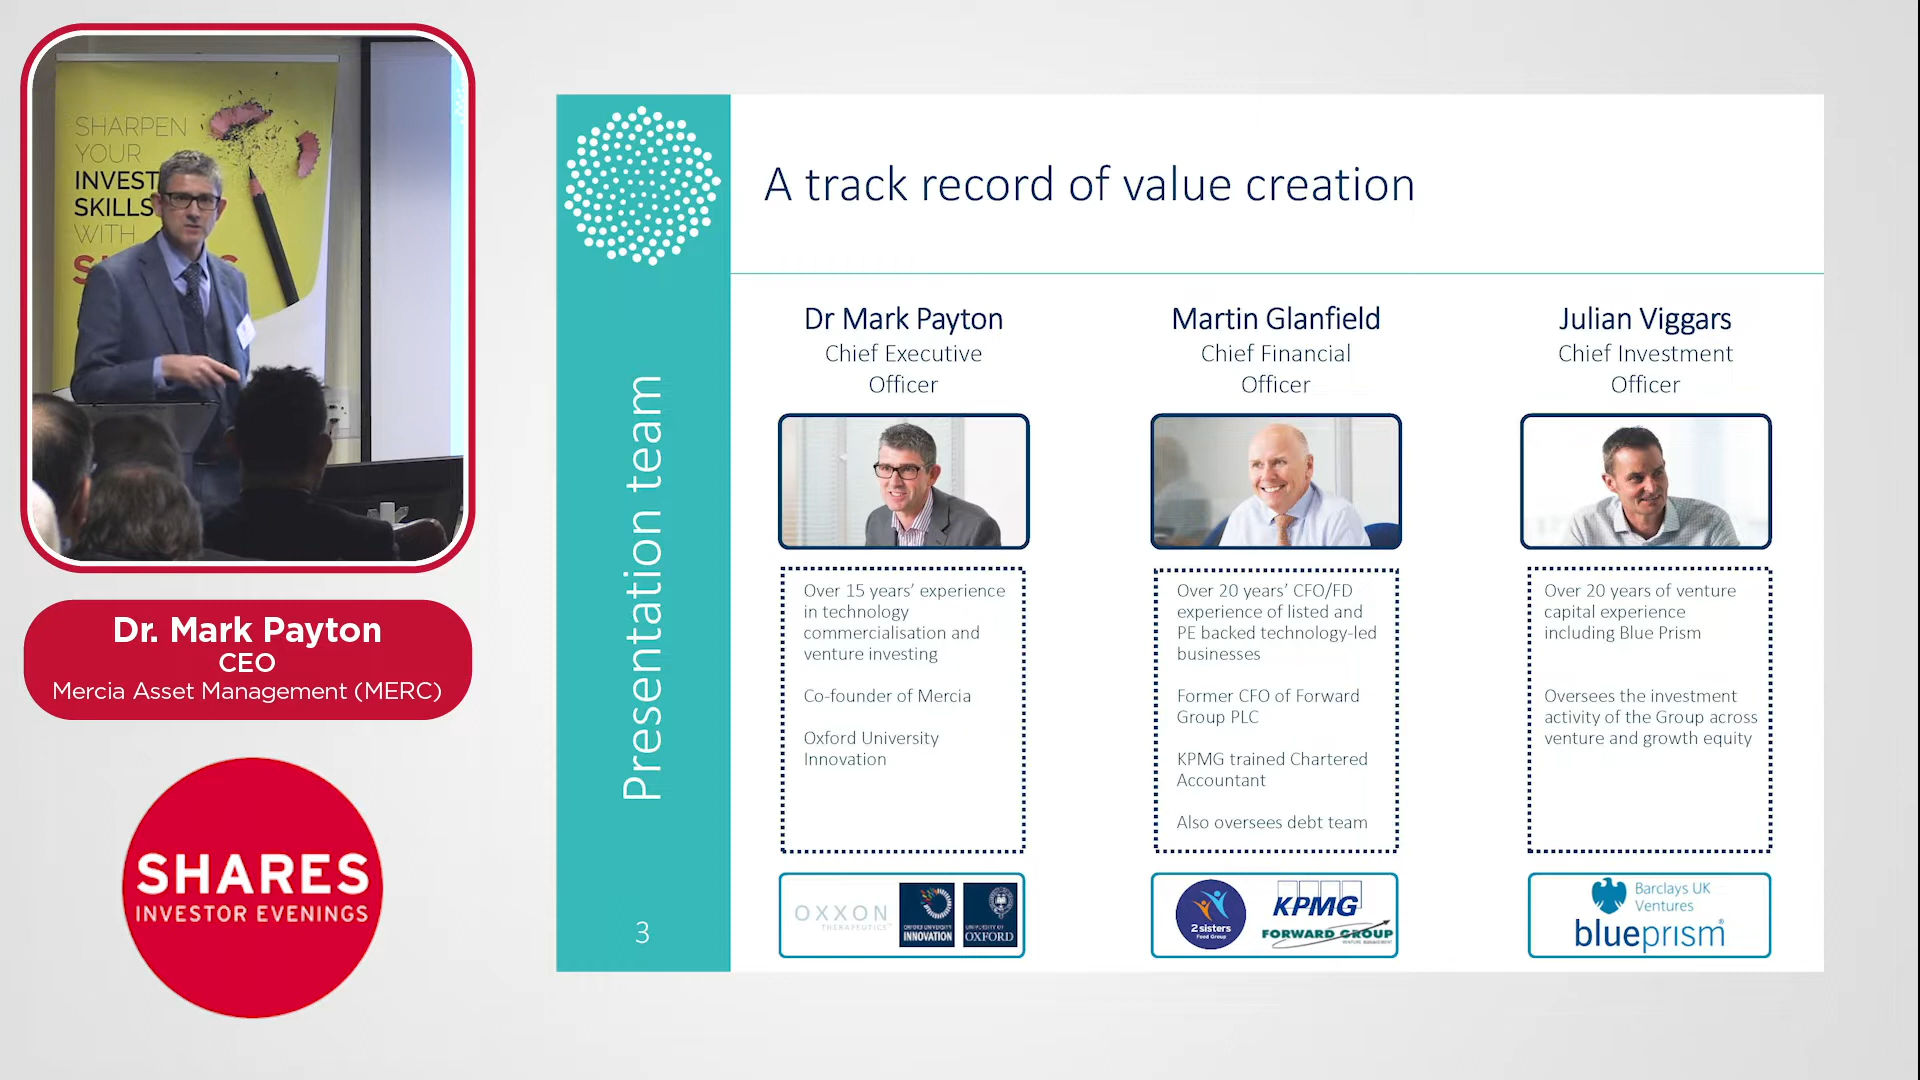 SHARPEN
YOUR
INVEST
SKILLS
WITH
Dr. Mark Payton
CEO
Mercia Asset Management (MERC)
SHARES
INVESTOR EVENINGS
Presentation team
3
A track record of value creation
Dr Mark Payton
Chief Executive
Officer
Over 15 years’ experience
in technology
commercialisation and
venture investing
Co-founder of Mercia
Oxford University
Innovation
OXXON
THERAPEUTICS
OXFORD UNIVERSITY
INNOVATION
UNIVERSITY OF
OXFORD
Martin Glanfield
Chief Financial
Officer
Over 20 years’ CFO/FD
experience of listed and
PE backed technology-led
businesses
Former CFO of Forward
Group PLC
KPMG trained Chartered
Accountant
Also oversees debt team
2 sisters
Food Group
KPMG
FORWARD GROUP
Julian Viggars
Chief Investment
Officer
Over 20 years of venture
capital experience
including Blue Prism
Oversees the investment
activity of the Group across
venture and growth equity
Barclays UK
Ventures
blueprism®